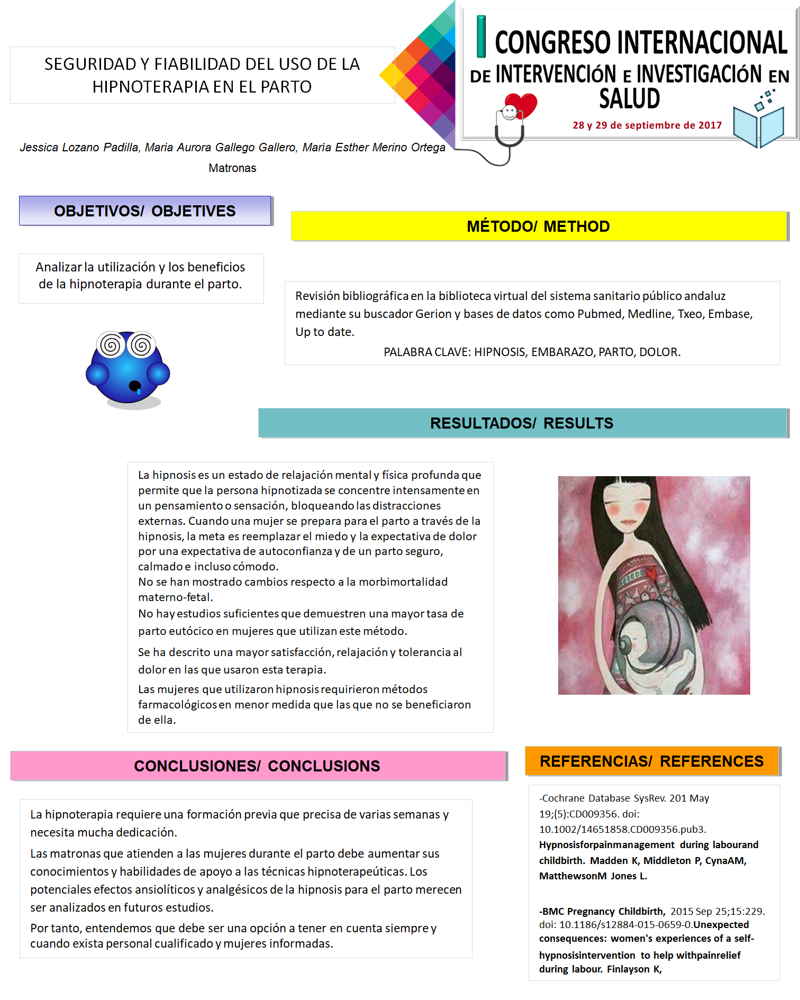 SEGURIDAD Y FIABILIDAD DEL USO DE LA
HIPNOTERAPIA EN EL PARTO
I CONGRESO INTERNACIONAL
DE INTERVENCIÓN E INVESTIGACIÓN EN
SALUD
28 y 29 de septiembre de 2017
Jessica Lozano Padilla, Maria Aurora Gallego Gallero, María Esther Merino Ortega
Matronas
OBJETIVOS/ OBJETIVES
Analizar la utilización y los beneficios
de la hipnoterapia durante el parto.
MÉTODO/ METHOD
Revisión bibliográfica en la biblioteca virtual del sistema sanitario público andaluz
mediante su buscador Gerion y bases de datos como Pubmed, Medline, Txeo, Embase,
Up to date.
PALABRA CLAVE: HIPNOSIS, EMBARAZO, PARTO, DOLOR.
RESULTADOS/ RESULTS
La hipnosis es un estado de relajación mental y física profunda que
permite que la persona hipnotizada se concentre intensamente en
un pensamiento o sensación, bloqueando las distracciones
externas. Cuando una mujer se prepara para el parto a través de la
hipnosis, la meta es reemplazar el miedo y la expectativa de dolor
por una expectativa de autoconfianza y de un parto seguro,
calmado e incluso cómodo.
No se han mostrado cambios respecto a la morbimortalidad
materno-fetal.
No hay estudios suficientes que demuestren una mayor tasa de
parto eutócico en mujeres que utilizan este método.
Se ha descrito una mayor satisfacción, relajación y tolerancia al
dolor en las que usaron esta terapia.
Las mujeres que utilizaron hipnosis requirieron métodos
farmacológicos en menor medida que las que no se beneficiaron
de ella.
CONCLUSIONES/ CONCLUSIONS
La hipnoterapia requiere una formación previa que precisa de varias semanas y
necesita mucha dedicación.
Las matronas que atienden a las mujeres durante el parto debe aumentar sus
conocimientos y habilidades de apoyo a las técnicas hipnoterapeúticas. Los
potenciales efectos ansiolíticos y analgésicos de la hipnosis para el parto merecen
ser analizados en futuros estudios.
Por tanto, entendemos que debe ser una opción a tener en cuenta siempre y
cuando exista personal cualificado y mujeres informadas.
REFERENCIAS/ REFERENCES
-Cochrane Database SysRev. 201 May
19;(5):CD009356. doi:
10.1002/14651858.CD009356.pub3.
Hypnosisforpainmanagement during labourand
childbirth. Madden K, Middleton P, CynaAM,
MatthewsonM Jones L.
-BMC Pregnancy Childbirth, 2015 Sep 25;15:229.
doi: 10.1186/s12884-015-0659-0.Unexpected
consequences: women's experiences of a self-
hypnosisintervention to help withpainrelief
during labour. Finlayson K,